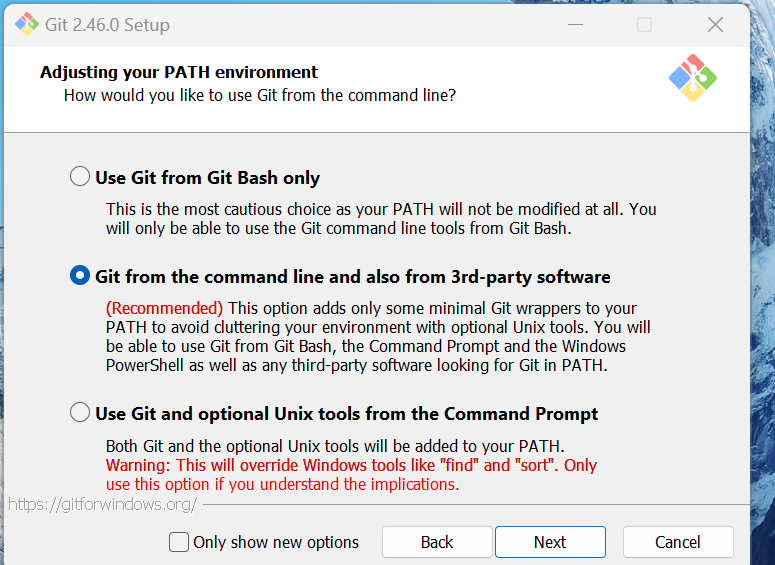 Git 2.46.0 Setup
Adjusting your PATH environment
How would you like to use Git from the command line?
Use Git from Git Bash only
This is the most cautious choice as your PATH will not be modified at all. You
will only be able to use the Git command line tools from Git Bash.
Git from the command line and also from 3rd-party software
(Recommended) This option adds only some minimal Git wrappers to your
PATH to avoid cluttering your environment with optional Unix tools. You will
be able to use Git from Git Bash, the Command Prompt and the Windows
PowerShell as well as any third-party software looking for Git in PATH.
Use Git and optional Unix tools from the Command Prompt
Both Git and the optional Unix tools will be added to your PATH.
Warning: This will override Windows tools like "find" and "sort". Only
use this option if you understand the implications.
https://gitforwindows.org/
Only show new options
Back
Next
Cancel